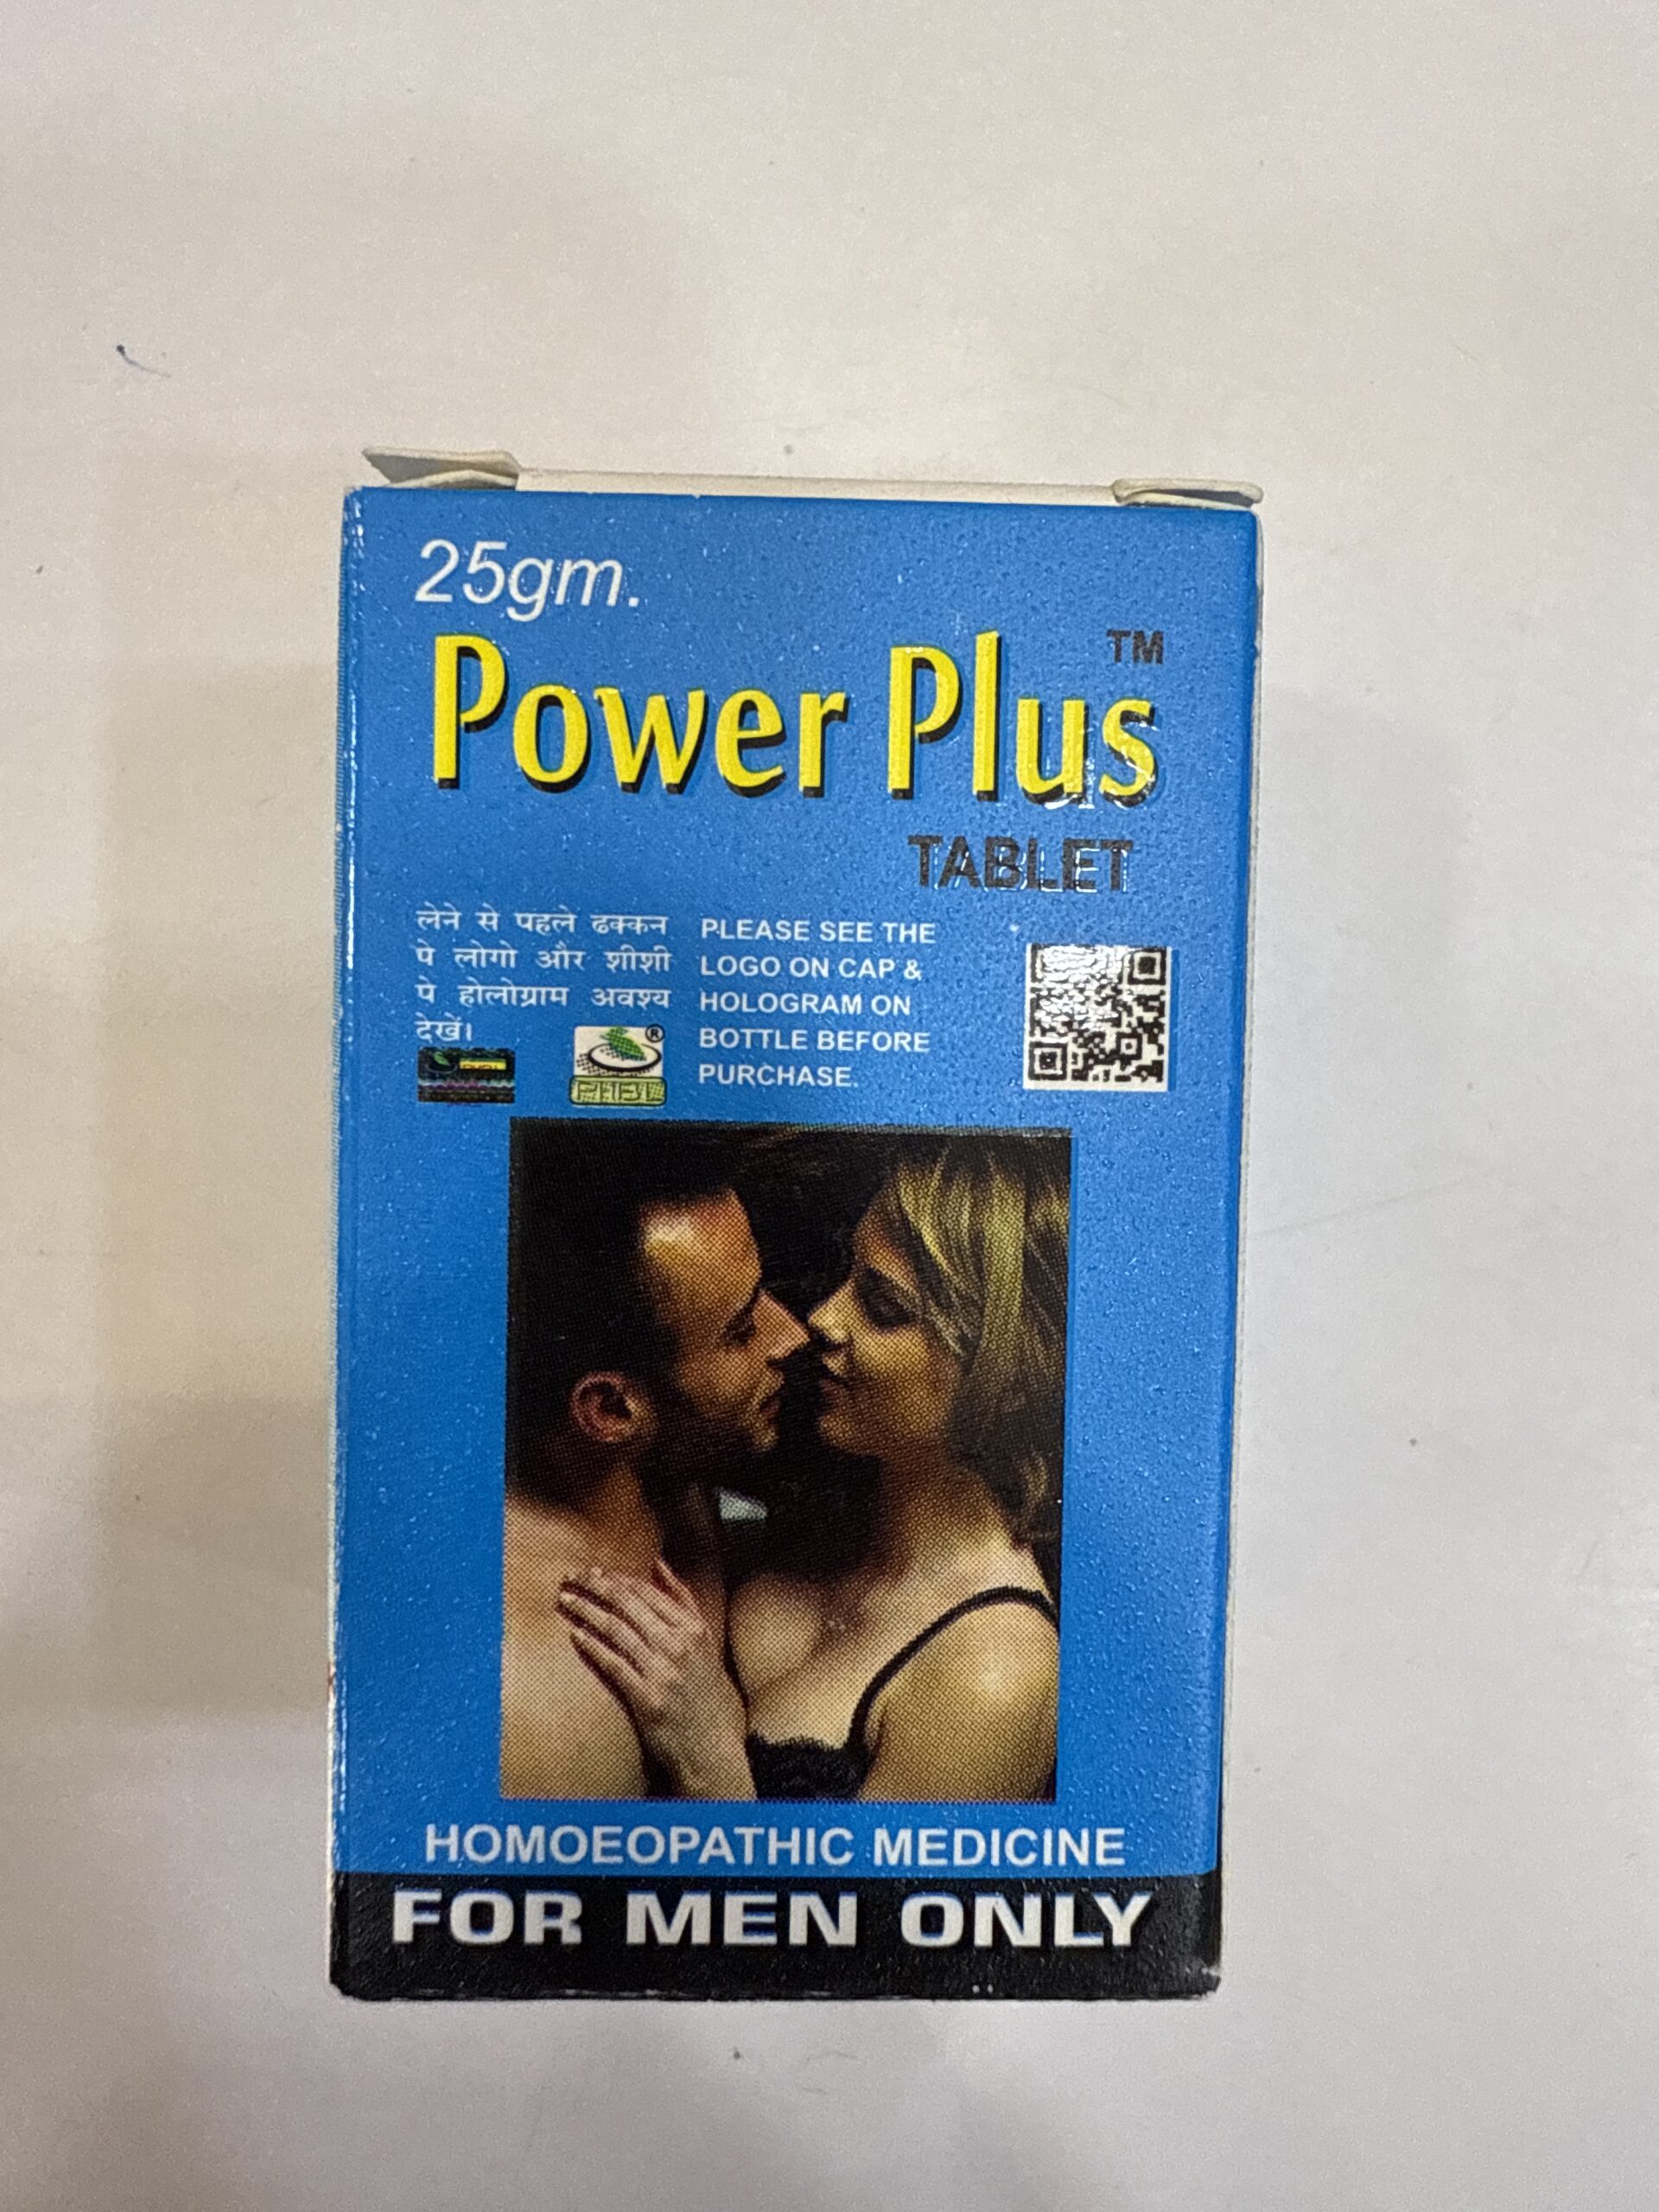 25gm.
Power Plus ™
TABLET
लेने से पहले ढक्कन
पे लोगो और शीशी
पे होलोग्राम अवश्य
देखें।
PLEASE SEE THE
LOGO ON CAP &
HOLOGRAM ON
BOTTLE BEFORE
PURCHASE.
®
HOMOEOPATHIC MEDICINE
FOR MEN ONLY